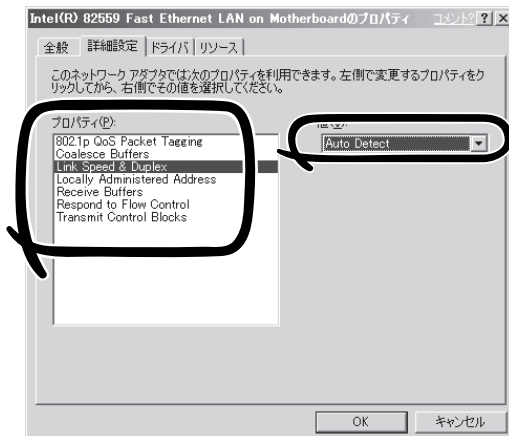 Intel(R) 82559 Fast Ethernet LAN on Motherboardのプロパティ コメント? ? ×
全般 詳細設定 ドライバ リソース
このネットワーク アダプタでは次のプロパティを利用できます。左側で変更するプロパティをク
リックしてから、右側でその値を選択してください。
プロパティ(P):
802.1p QoS Packet Tagging
Coalesce Buffers
Link Speed & Duplex
Locally Administered Address
Receive Buffers
Respond to Flow Control
Transmit Control Blocks
Auto Detect
OK キャンセル